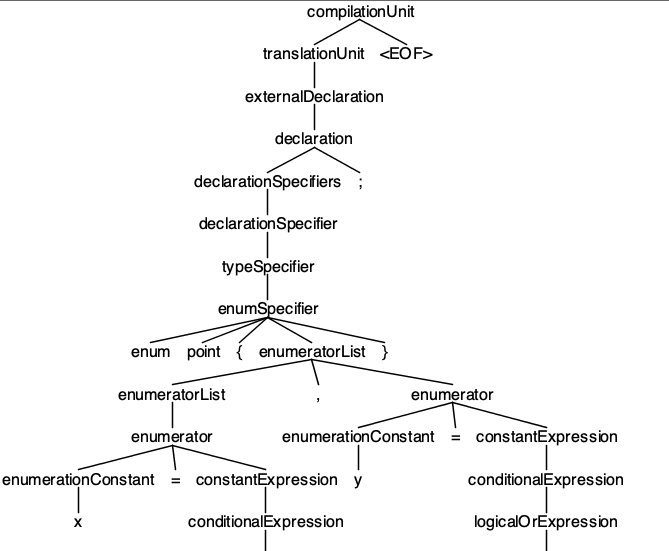 compilationUnit
translationUnit <EOF>
externalDeclaration
declaration
declarationSpecifiers ;
declarationSpecifier
typeSpecifier
enumSpecifier
enum point { enumeratorList }
enumeratorList , enumerator
enumerator enumerationConstant = constantExpression
enumerationConstant = constantExpression y conditionalExpression
x conditionalExpression logicalOrExpression